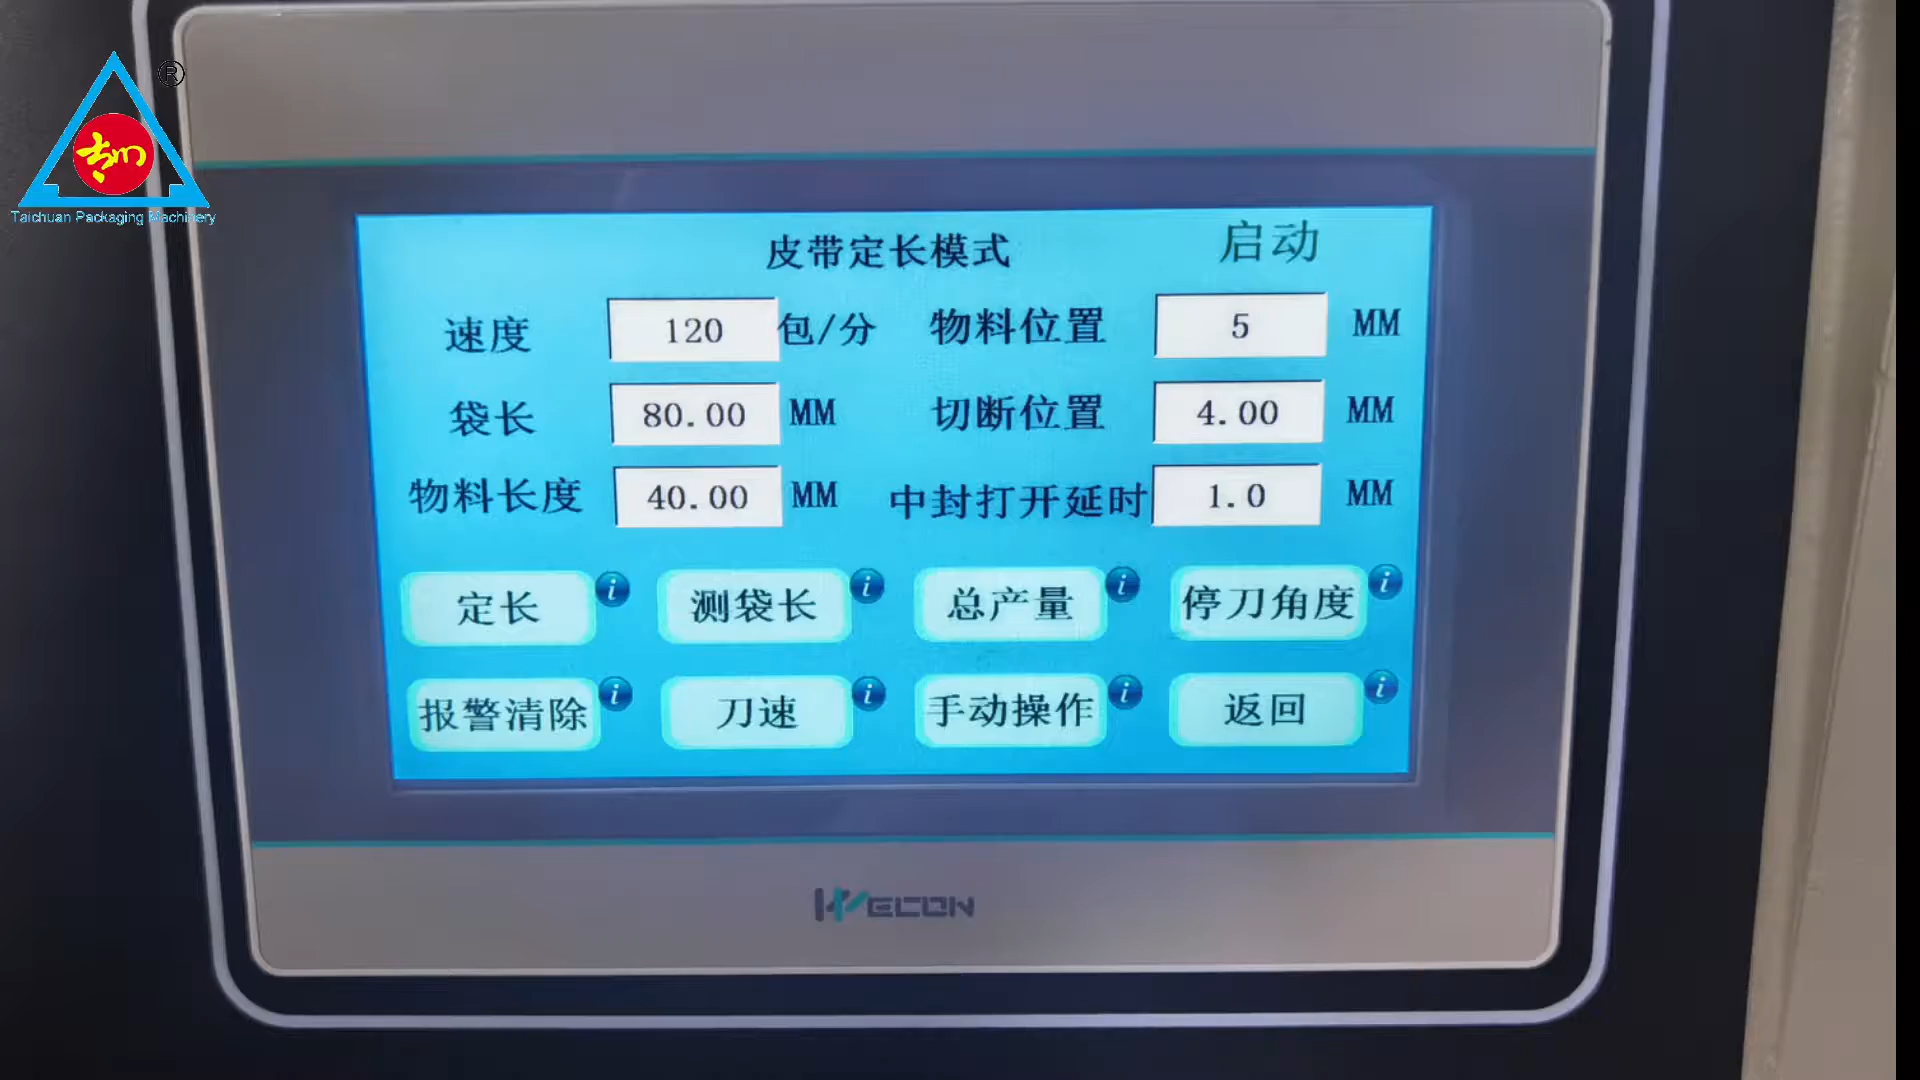 ®
Taichuan Packaging Machinery
皮带定长模式 启动
速度 120 包/分 物料位置 5 MM
袋长 80.00 MM 切断位置 4.00 MM
物料长度 40.00 MM 中封打开延时 1.0 MM
定长 i 测袋长 i 总产量 i 停刀角度 i
报警清除 i 刀速 i 手动操作 i 返回 i
WECON